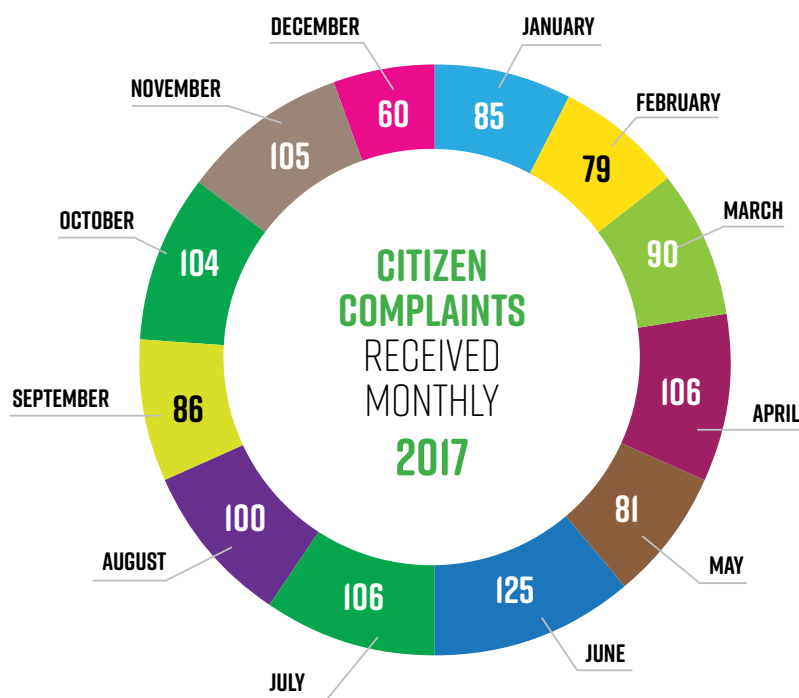 CITIZEN
COMPLAINTS
RECEIVED
MONTHLY
2017
JANUARY
85
FEBRUARY
79
MARCH
90
APRIL
106
MAY
81
JUNE
125
JULY
106
AUGUST
100
SEPTEMBER
86
OCTOBER
104
NOVEMBER
105
DECEMBER
60